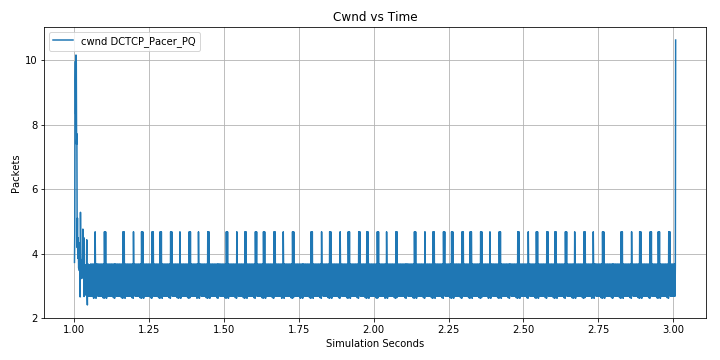 Cwnd vs Time
cwnd DCTCP_Pacer_PQ
Packets
10
8
6
4
2
1.00 1.25 1.50 1.75 2.00 2.25 2.50 2.75 3.00
Simulation Seconds